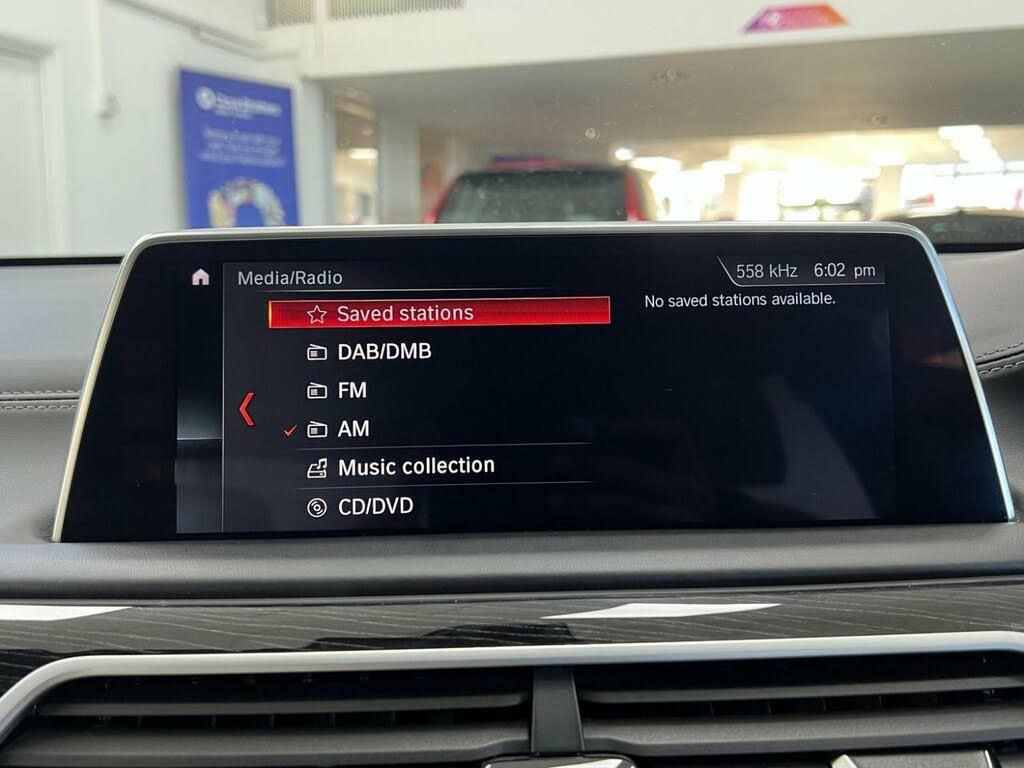 Media/Radio
558 kHz 6:02 pm
Saved stations
No saved stations available.
DAB/DMB
FM
AM
Music collection
CD/DVD